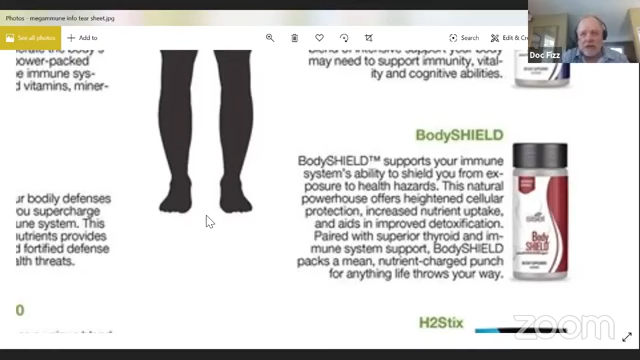 Photos - megammune info tear sheet.jpg
See all photos
Add to
Search
Edit & Cre
Doc Fizz
the body's
power-packed
e immune sys-
d vitamins, miner-
ur bodily defenses
you supercharge
une system. This
nutrients provides
d fortified defense
alth threats.
0
Blend of intensive support your body
may need to support immunity, vital-
ity and cognitive abilities.
BodySHIELD
BodySHIELD™ supports your immune
system's ability to shield you from ex-
posure to health hazards. This natural
powerhouse offers heightened cellular
protection, increased nutrient uptake,
and aids in improved detoxification.
Paired with superior thyroid and im-
mune system support, BodySHIELD
packs a mean, nutrient-charged punch
for anything life throws your way.
Body
SHIELD
H2Stix
zoom